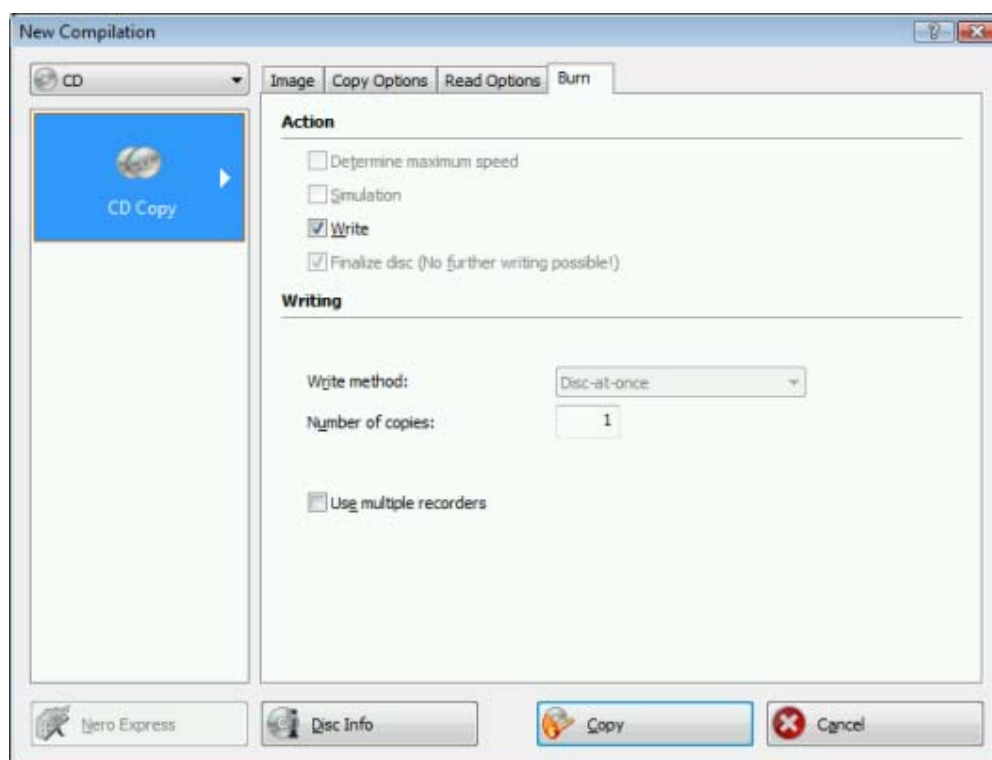 New Compilation
CD
Image Copy Options Read Options Burn
CD Copy
Action
Determine maximum speed
Simulation
Write
Finalize disc (No further writing possible!)
Writing
Write method: Disc-at-once
Number of copies: 1
Use multiple recorders
Nero Express Disc Info Copy Cancel